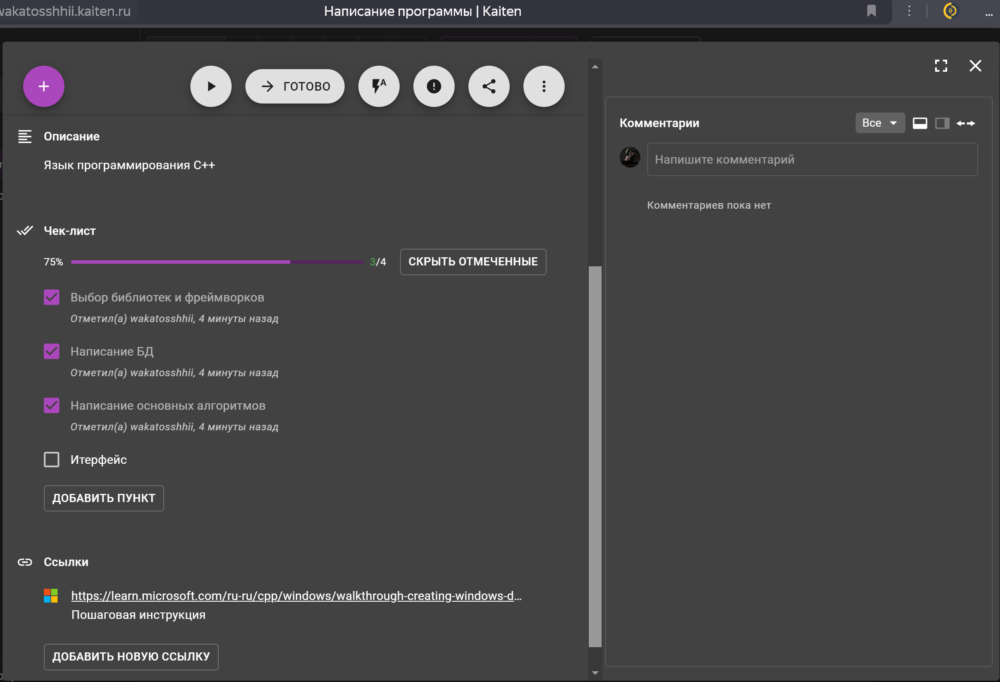 wakatosshhii.kaiten.ru
Написание программы | Kaiten
ГОТОВО
Описание
Язык программирования C++
Чек-лист
75%
3/4
СКРЫТЬ ОТМЕЧЕННЫЕ
Выбор библиотек и фреймворков
Отметил(а) wakatosshhii, 4 минуты назад
Написание БД
Отметил(а) wakatosshhii, 4 минуты назад
Написание основных алгоритмов
Отметил(а) wakatosshhii, 4 минуты назад
Итерфейс
ДОБАВИТЬ ПУНКТ
Ссылки
https://learn.microsoft.com/ru-ru/cpp/windows/walkthrough-creating-windows-d...
Пошаговая инструкция
ДОБАВИТЬ НОВУЮ ССЫЛКУ
Комментарии
Все
Напишите комментарий
Комментариев пока нет